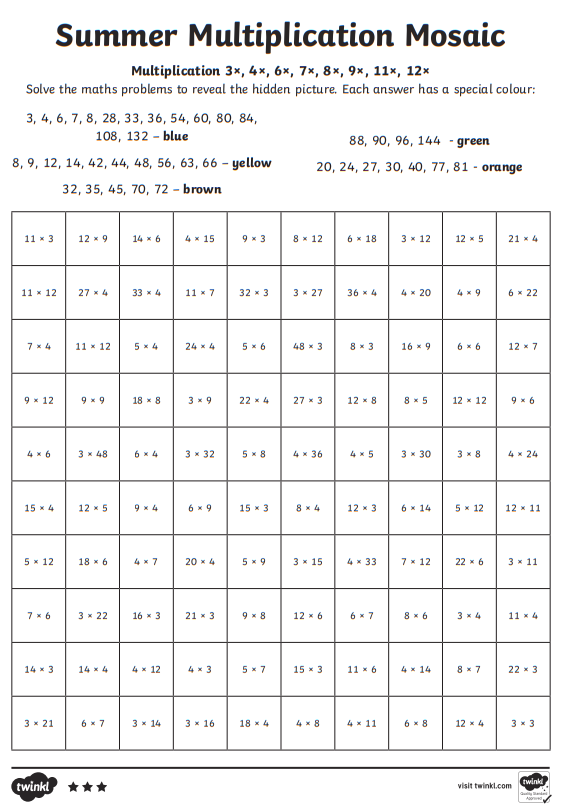 Summer Multiplication Mosaic
Multiplication 3×, 4×, 6×, 7×, 8×, 9×, 11×, 12×
Solve the maths problems to reveal the hidden picture. Each answer has a special colour:
3, 4, 6, 7, 8, 28, 33, 36, 54, 60, 80, 84,
108, 132 – blue
8, 9, 12, 14, 42, 44, 48, 56, 63, 66 – yellow
32, 35, 45, 70, 72 – brown
88, 90, 96, 144 - green
20, 24, 27, 30, 40, 77, 81 - orange
11 × 3 12 × 9 14 × 6 4 × 15 9 × 3 8 × 12 6 × 18 3 × 12 12 × 5 21 × 4
11 × 12 27 × 4 33 × 4 11 × 7 32 × 3 3 × 27 36 × 4 4 × 20 4 × 9 6 × 22
7 × 4 11 × 12 5 × 4 24 × 4 5 × 6 48 × 3 8 × 3 16 × 9 6 × 6 12 × 7
9 × 12 9 × 9 18 × 8 3 × 9 22 × 4 27 × 3 12 × 8 8 × 5 12 × 12 9 × 6
4 × 6 3 × 48 6 × 4 3 × 32 5 × 8 4 × 36 4 × 5 3 × 30 3 × 8 4 × 24
15 × 4 12 × 5 9 × 4 6 × 9 15 × 3 8 × 4 12 × 3 6 × 14 5 × 12 12 × 11
5 × 12 18 × 6 4 × 7 20 × 4 5 × 9 3 × 15 4 × 33 7 × 12 22 × 6 3 × 11
7 × 6 3 × 22 16 × 3 21 × 3 9 × 8 12 × 6 6 × 7 8 × 6 3 × 4 11 × 4
14 × 3 14 × 4 4 × 12 4 × 3 5 × 7 15 × 3 11 × 6 4 × 14 8 × 7 22 × 3
3 × 21 6 × 7 3 × 14 3 × 16 18 × 4 4 × 8 4 × 11 6 × 8 12 × 4 3 × 3
twinkl
visit twinkl.com
twinkl
Quality Standard
Approved